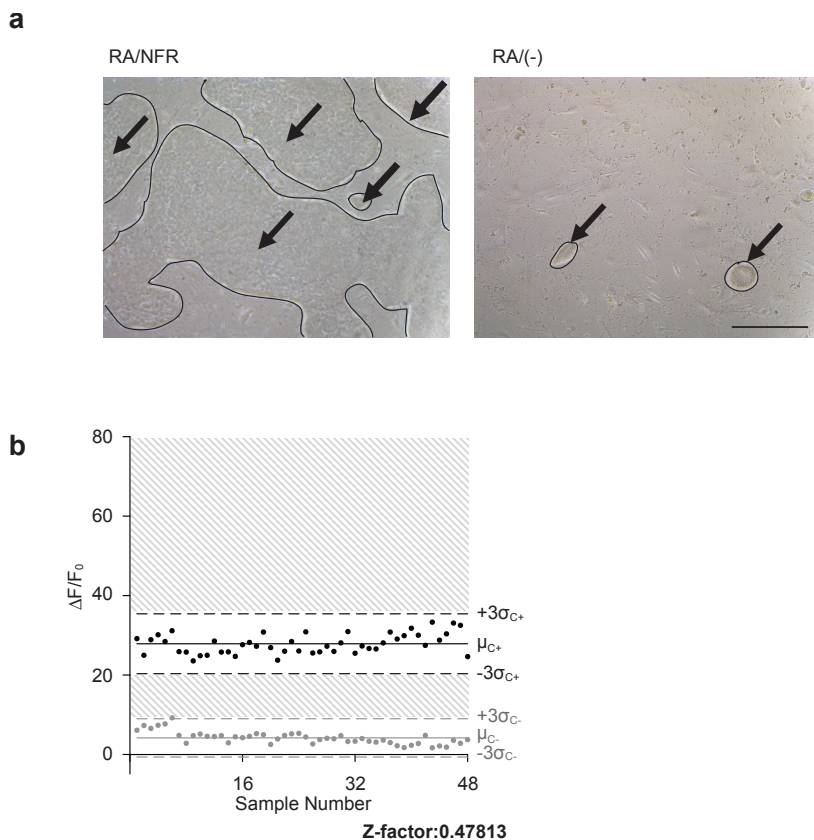 a
RA/NFR
RA/(-)
b
80
60
40
20
0
ΔF/F0
16
32
48
Sample Number
+3σC+
μC+
-3σC+
+3σC-
μC-
-3σC-
Z-factor:0.47813